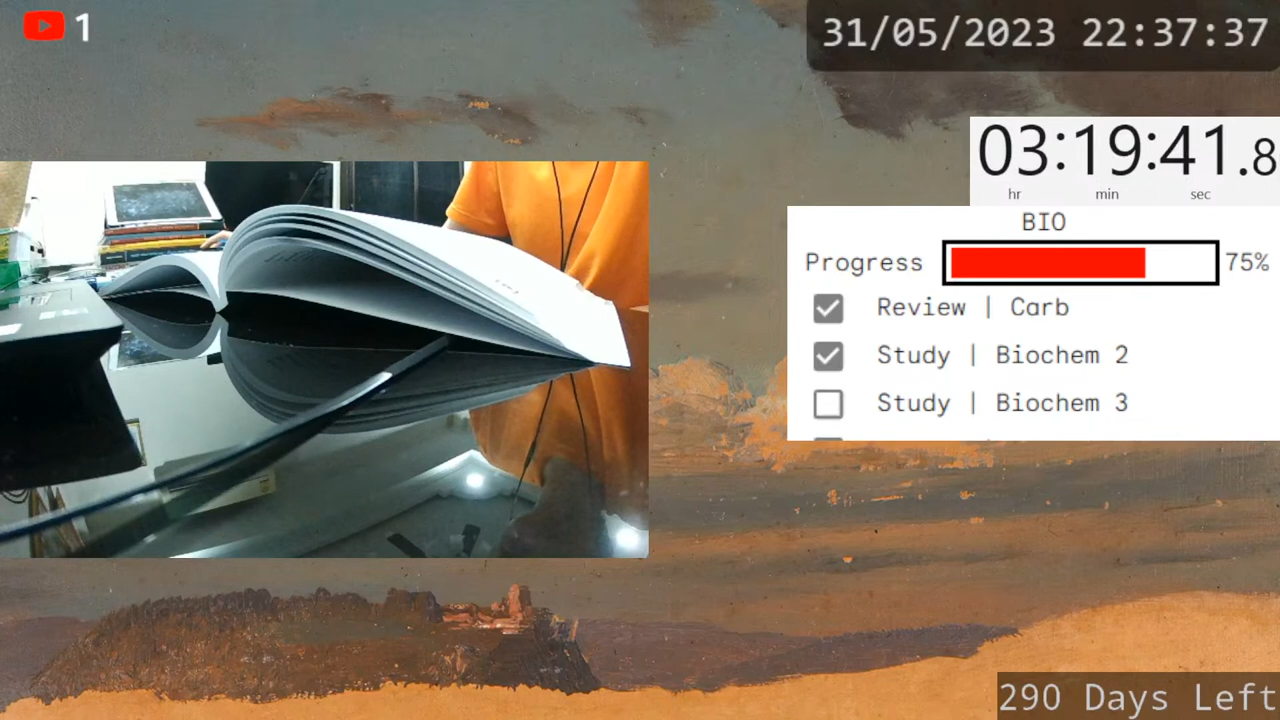 1
31/05/2023 22:37:37
03:19:41.8
hr min sec
BIO
Progress 75%
Review | Carb
Study | Biochem 2
Study | Biochem 3
290 Days Left